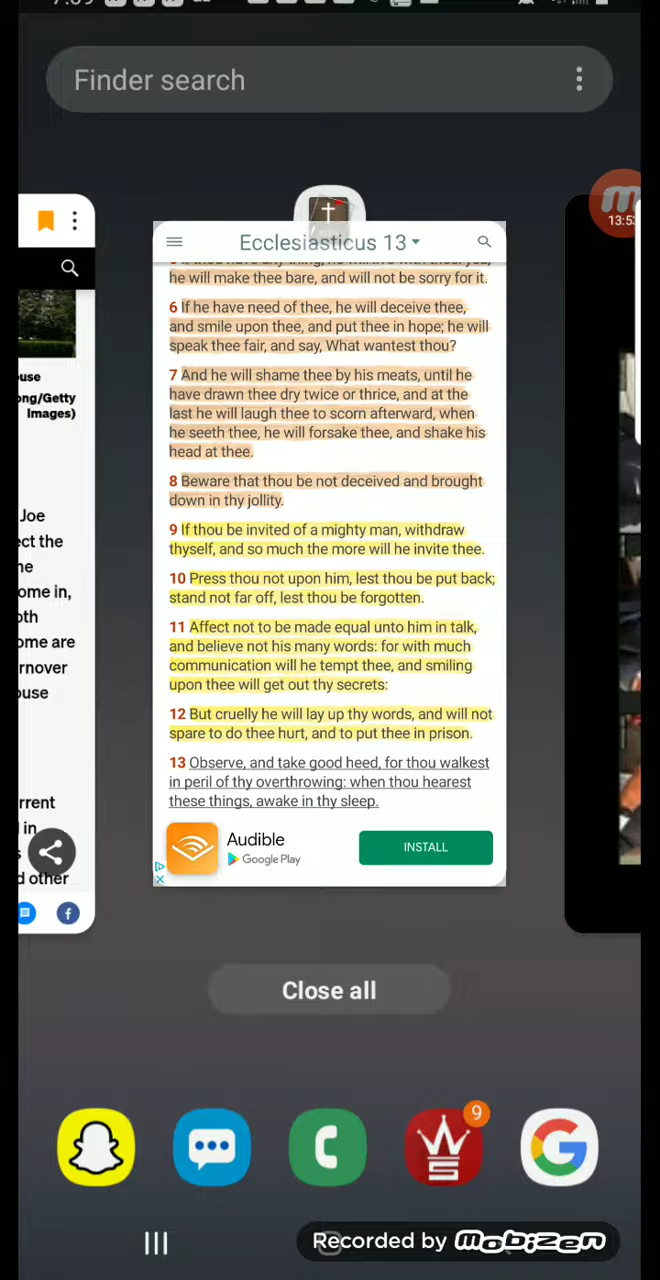 7:09
Finder search
13:53
Ecclesiasticus 13
he will make thee bare, and will not be sorry for it.
6 If he have need of thee, he will deceive thee,
and smile upon thee, and put thee in hope; he will
speak thee fair, and say, What wantest thou?
7 And he will shame thee by his meats, until he
have drawn thee dry twice or thrice, and at the
last he will laugh thee to scorn afterward, when
he seeth thee, he will forsake thee, and shake his
head at thee.
8 Beware that thou be not deceived and brought
down in thy jollity.
9 If thou be invited of a mighty man, withdraw
thyself, and so much the more will he invite thee.
10 Press thou not upon him, lest thou be put back;
stand not far off, lest thou be forgotten.
11 Affect not to be made equal unto him in talk,
and believe not his many words: for with much
communication will he tempt thee, and smiling
upon thee will get out thy secrets:
12 But cruelly he will lay up thy words, and will not
spare to do thee hurt, and to put thee in prison.
13 Observe, and take good heed, for thou walkest
in peril of thy overthrowing: when thou hearest
these things, awake in thy sleep.
Audible
Google Play
INSTALL
use
ong/Getty
Images)
Joe
ect the
ne
ome in,
oth
ome are
rnover
ouse
rrent
d in
d other
Close all
9
Recorded by mobizen